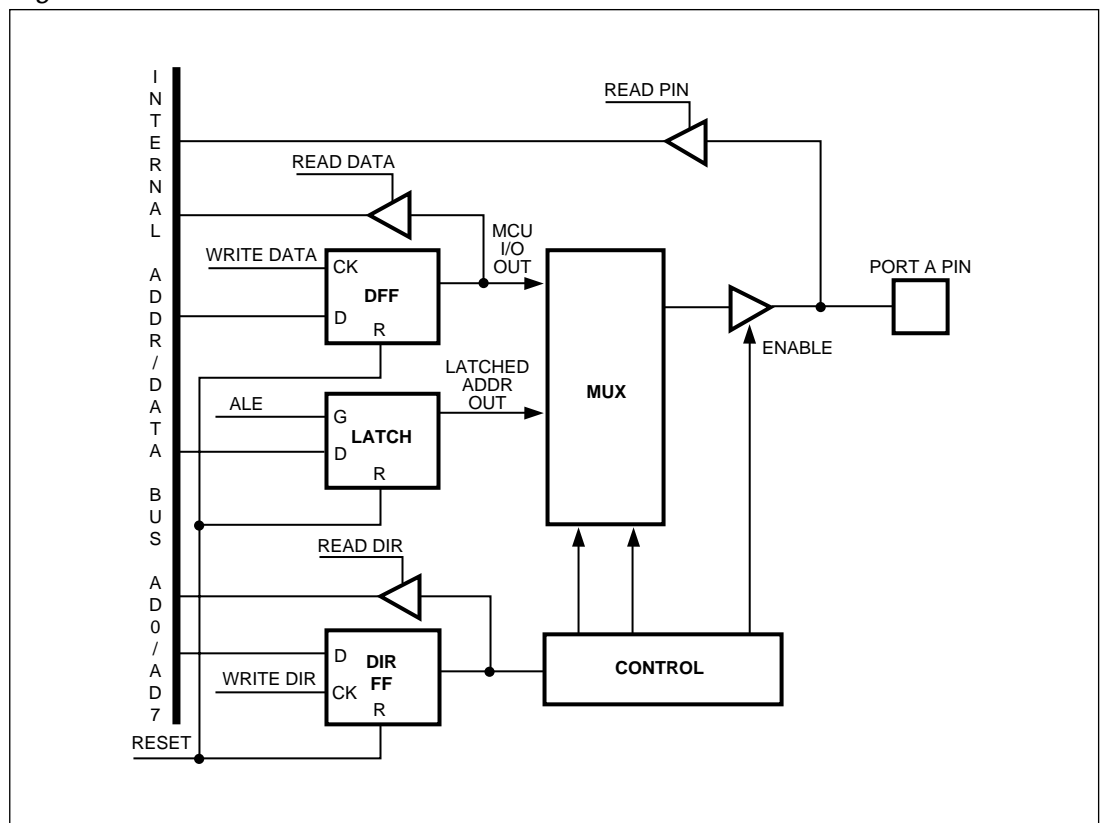 INTERNAL ADDR/DATA BUS AD0/AD7
READ PIN
READ DATA
MCU
I/O
OUT
WRITE DATA
CK
DFF
D
R
PORT A PIN
ENABLE
LATCHED
ADDR
OUT
MUX
ALE
G
LATCH
D
R
READ DIR
D
DIR
FF
WRITE DIR
CK
R
CONTROL
RESET